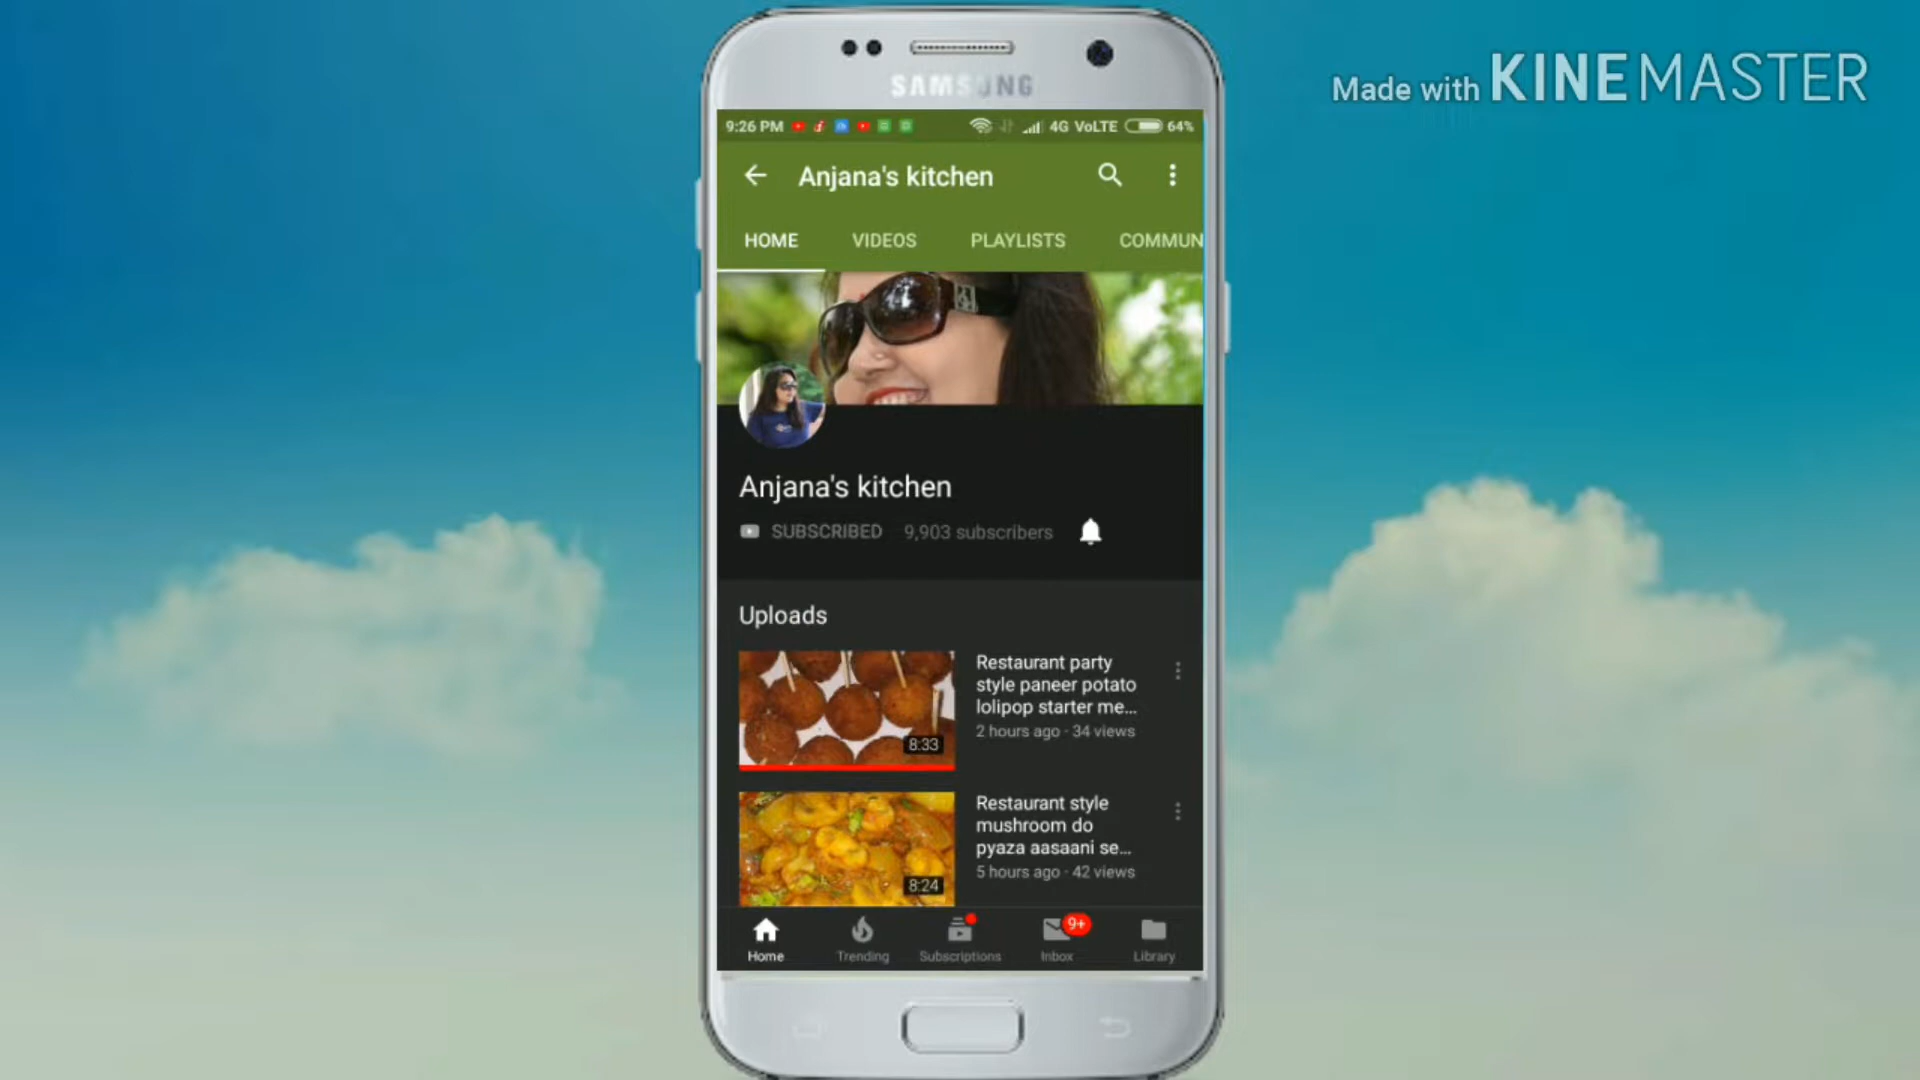 Made with KINEMASTER
SAMSUNG
9:26 PM 4G VoLTE 64%
Anjana's kitchen
HOME VIDEOS PLAYLISTS COMMUN
Anjana's kitchen
SUBSCRIBED 9,903 subscribers
Uploads
Restaurant party
style paneer potato
lolipop starter me...
2 hours ago · 34 views
8:33
Restaurant style
mushroom do
pyaza aasaani se...
5 hours ago · 42 views
8:24
9+
Home Trending Subscriptions Inbox Library